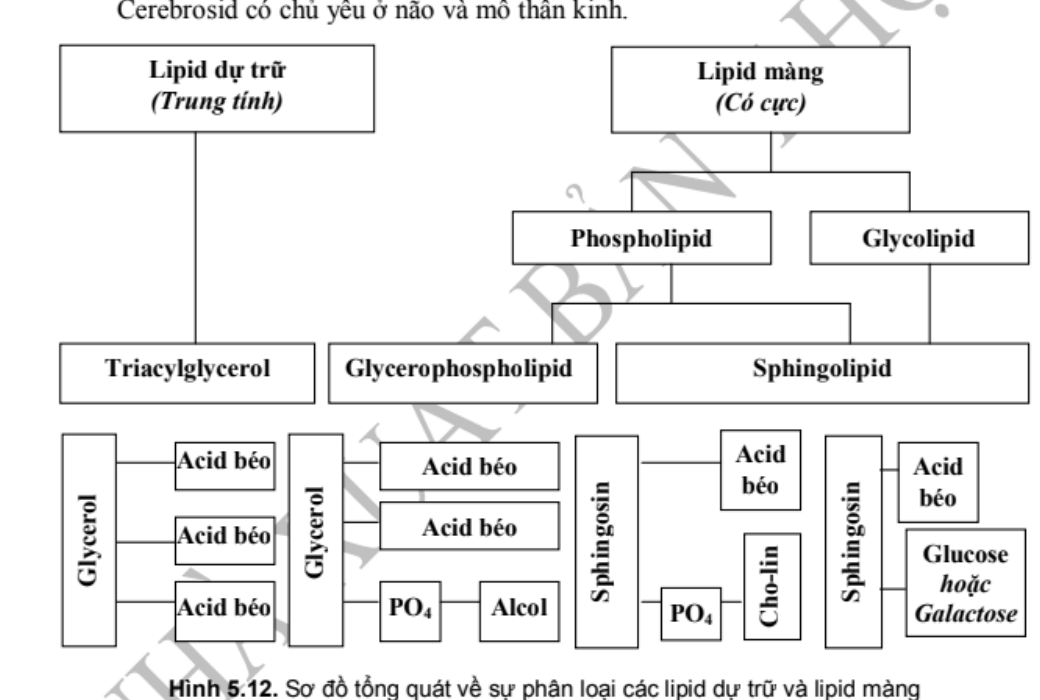 Cerebrosid có chủ yếu ở não và mô thần kinh.
Lipid dự trữ
(Trung tính)
Lipid màng
(Có cực)
Phospholipid
Glycolipid
Triacylglycerol
Glycerophospholipid
Sphingolipid
Glycerol
Acid béo
Acid béo
Acid béo
Glycerol
Acid béo
Acid béo
PO₄
Alcol
Sphingosin
Acid
béo
PO₄
Cho-lin
Sphingosin
Acid
béo
Glucose
hoặc
Galactose
Hình 5.12. Sơ đồ tổng quát về sự phân loại các lipid dự trữ và lipid màng